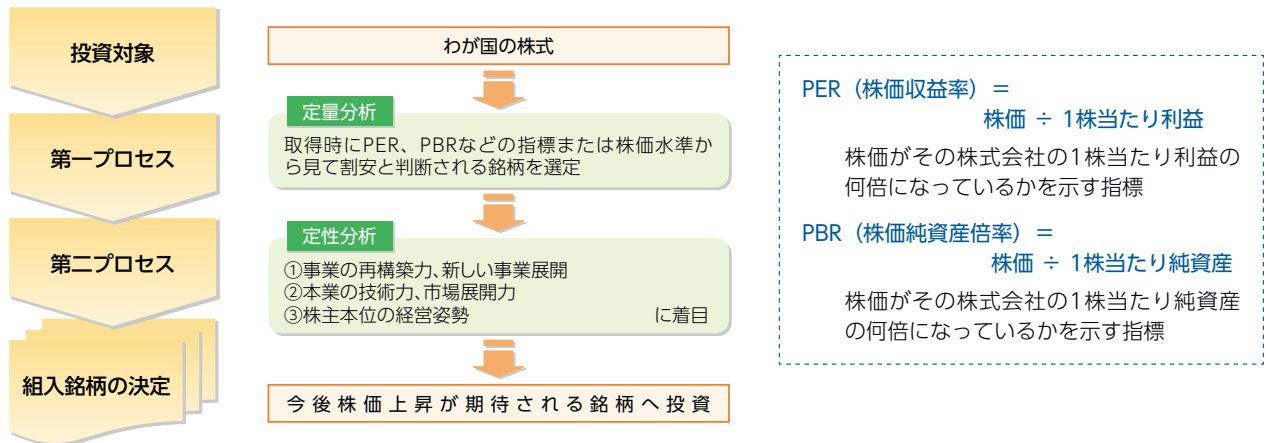 投資対象
わが国の株式
第一プロセス
定量分析
取得時にPER、PBRなどの指標または株価水準か
ら見て割安と判断される銘柄を選定
第二プロセス
定性分析
①事業の再構築力、新しい事業展開
②本業の技術力、市場展開力
③株主本位の経営姿勢 に着目
組入銘柄の決定
今後株価上昇が期待される銘柄へ投資
PER（株価収益率）＝
株価 ÷ 1株当たり利益
株価がその株式会社の1株当たり利益の
何倍になっているかを示す指標
PBR（株価純資産倍率）＝
株価 ÷ 1株当たり純資産
株価がその株式会社の1株当たり純資産
の何倍になっているかを示す指標